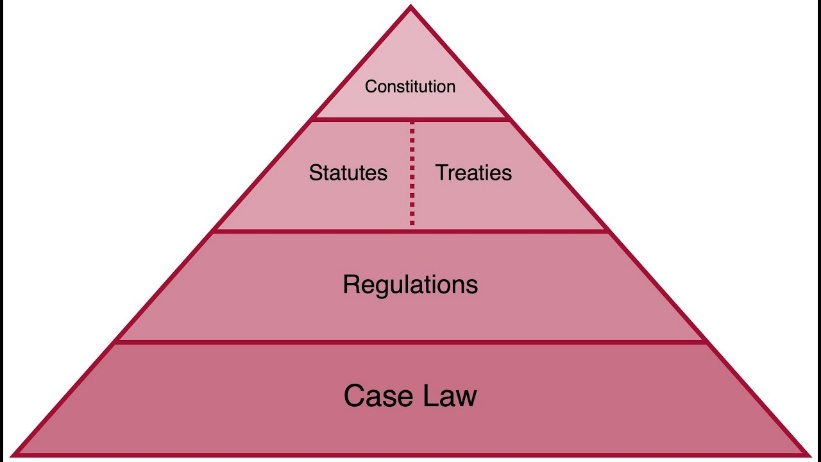 Constitution
Statutes
Treaties
Regulations
Case Law